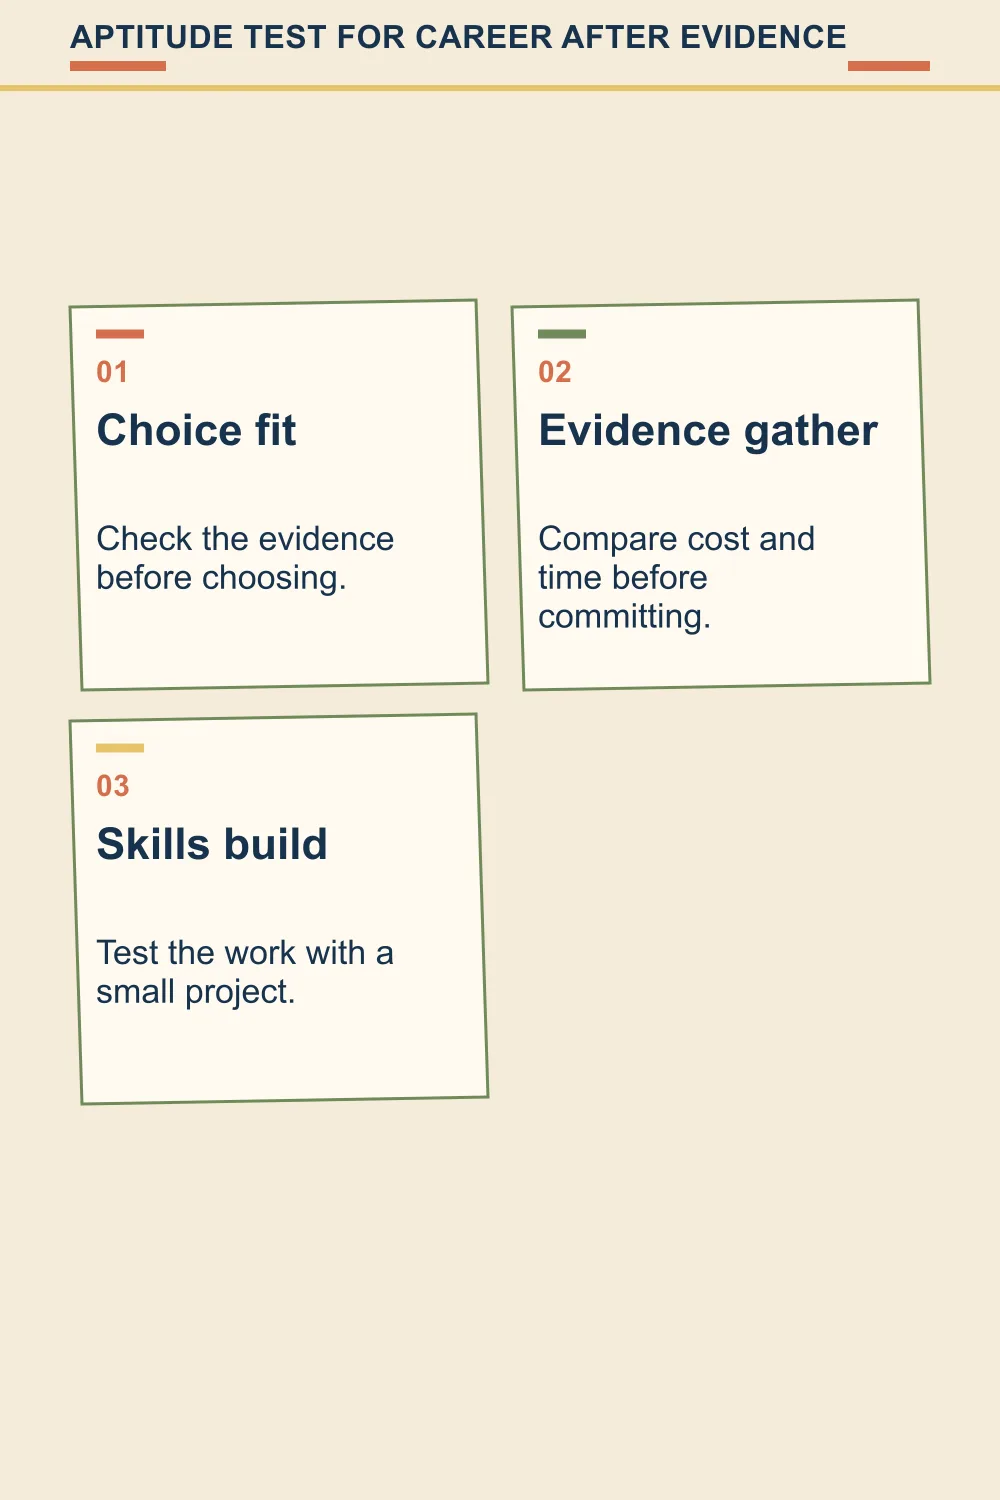 APTITUDE TEST FOR CAREER AFTER EVIDENCE
01
Choice fit
Check the evidence
before choosing.
02
Evidence gather
Compare cost and
time before
committing.
03
Skills build
Test the work with a
small project.